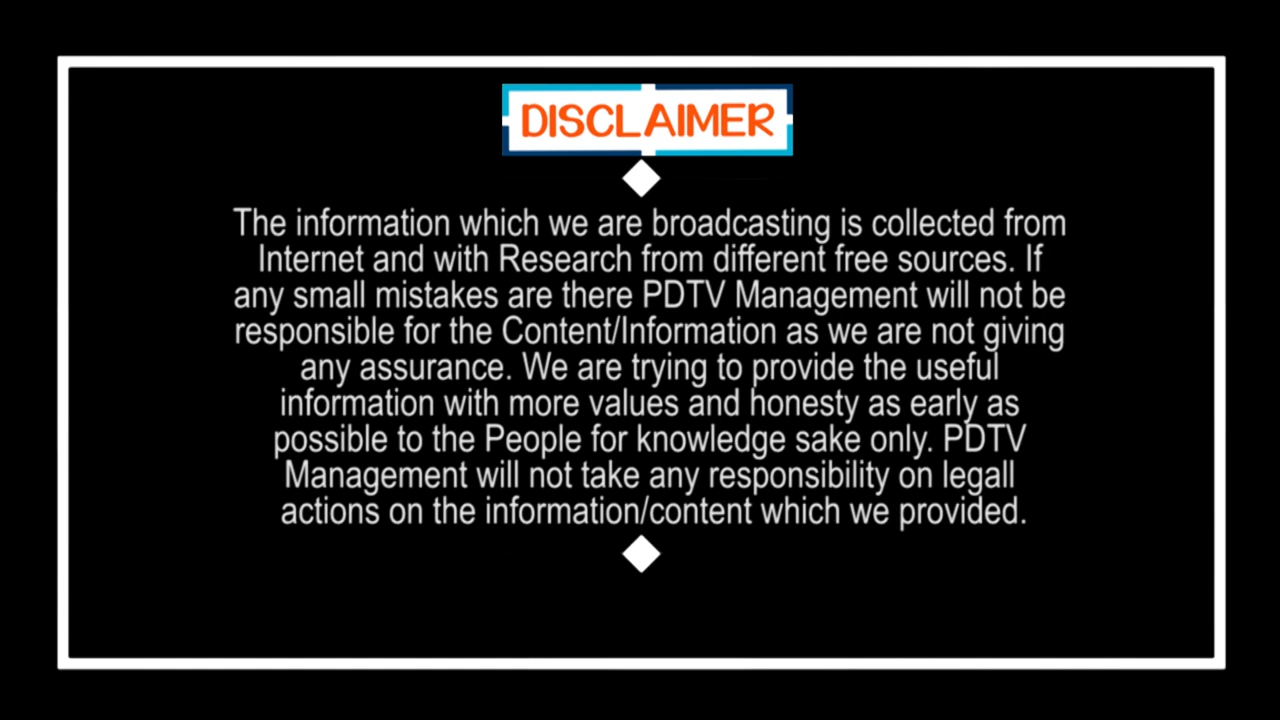 DISCLAIMER
The information which we are broadcasting is collected from
Internet and with Research from different free sources. If
any small mistakes are there PDTV Management will not be
responsible for the Content/Information as we are not giving
any assurance. We are trying to provide the useful
information with more values and honesty as early as
possible to the People for knowledge sake only. PDTV
Management will not take any responsibility on legall
actions on the information/content which we provided.